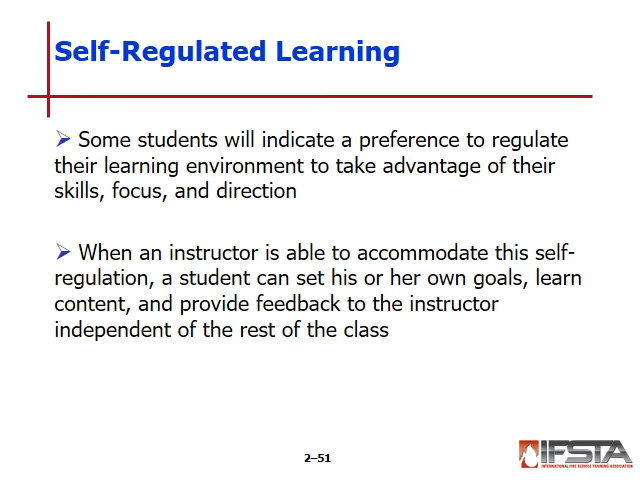 Self-Regulated Learning
Some students will indicate a preference to regulate
their learning environment to take advantage of their
skills, focus, and direction
When an instructor is able to accommodate this self-
regulation, a student can set his or her own goals, learn
content, and provide feedback to the instructor
independent of the rest of the class
2–51
IFSTA
INTERNATIONAL FIRE SERVICE TRAINING ASSOCIATION